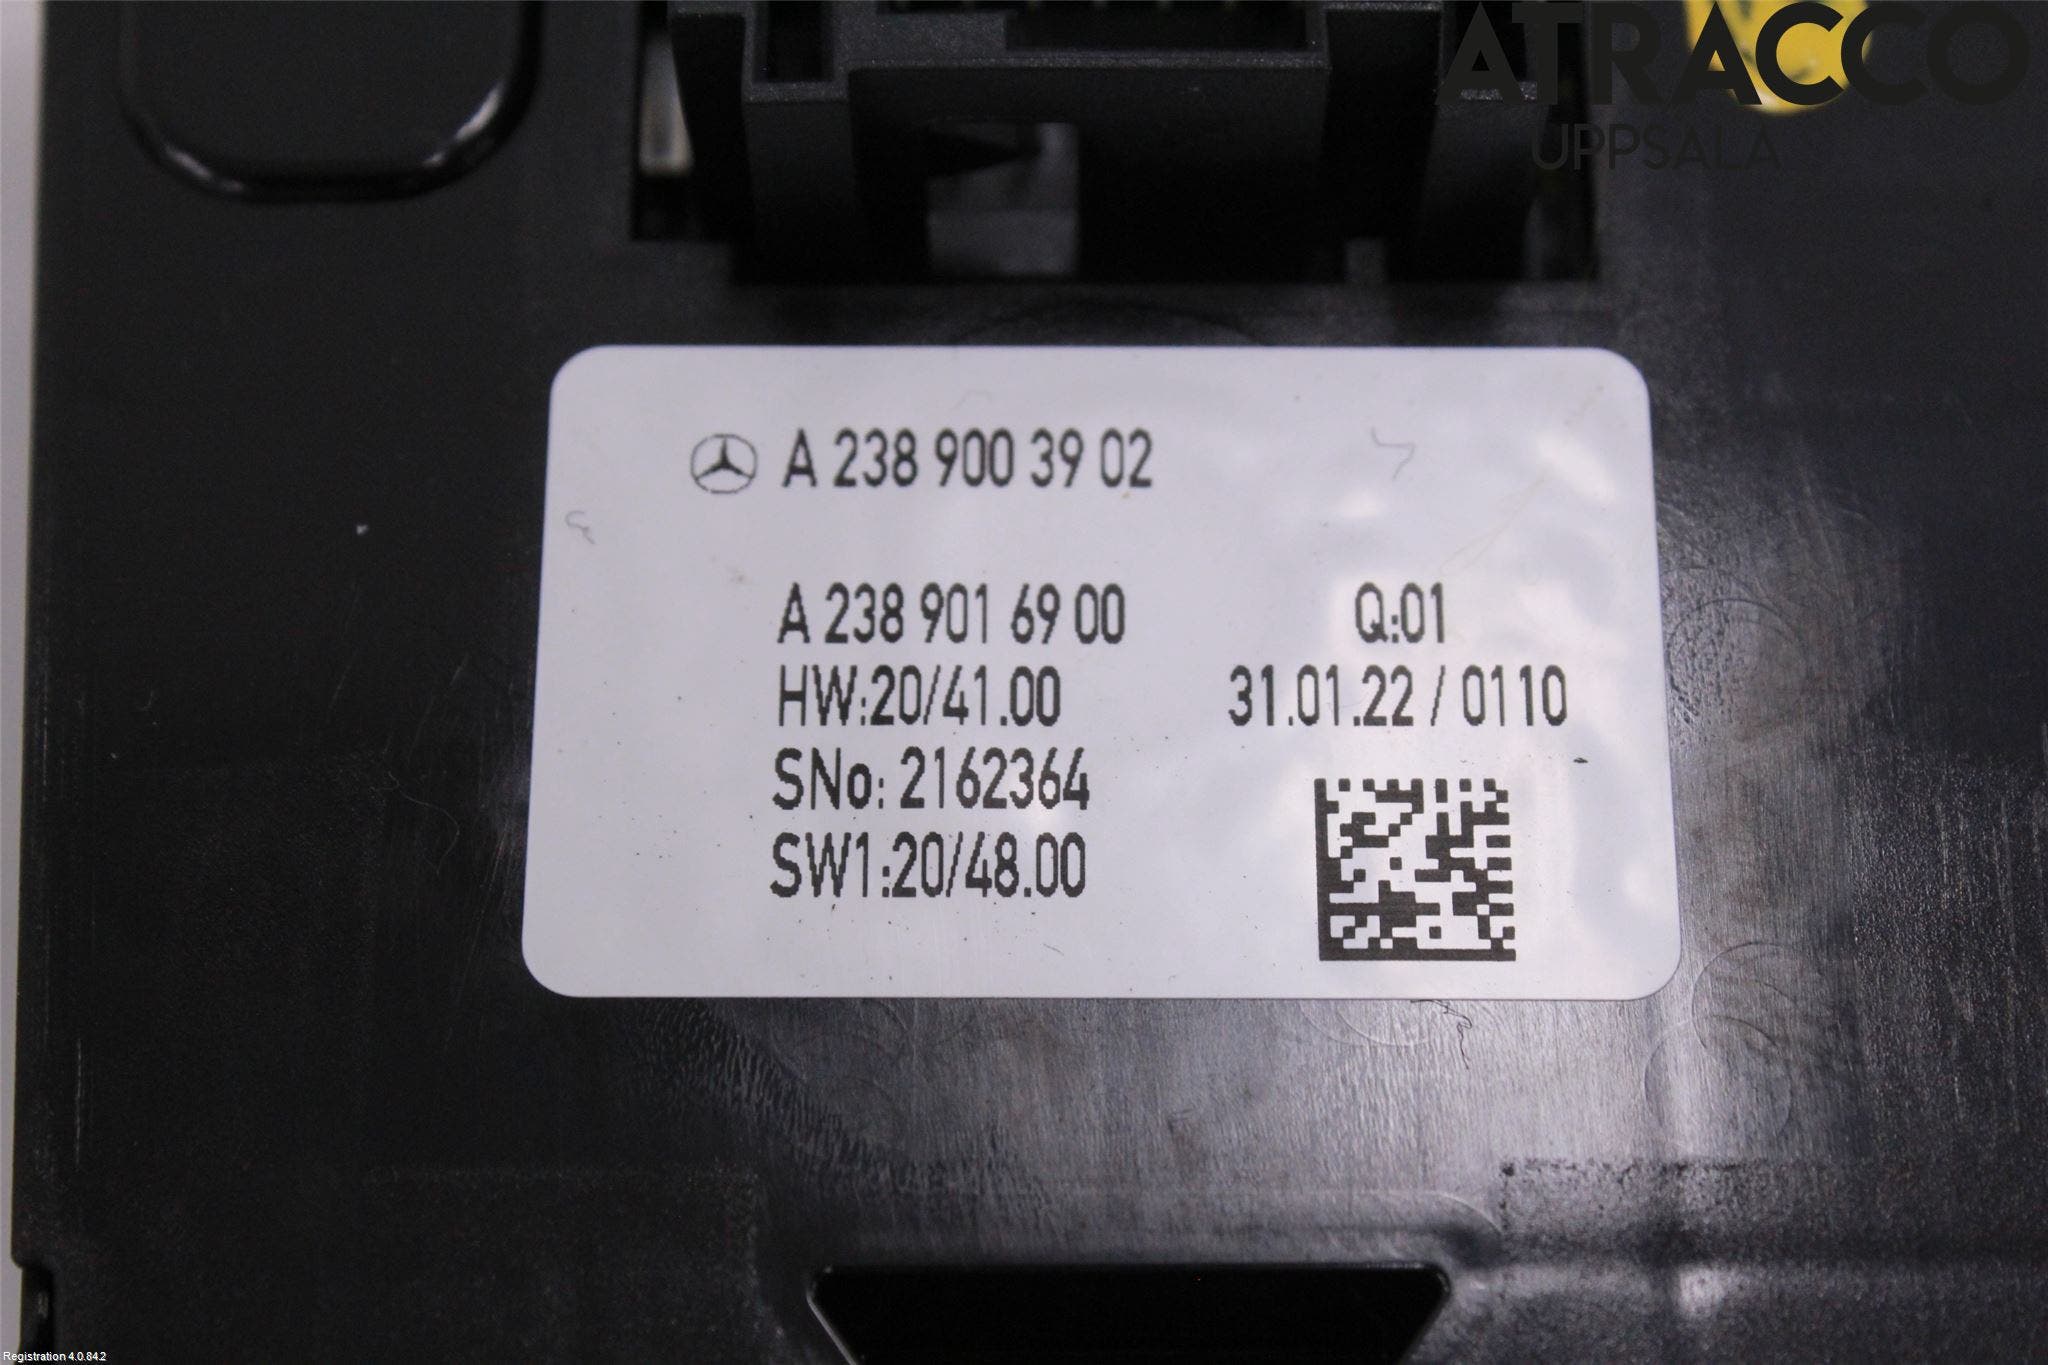 ATRACCO
UPPSALA
A 238 900 39 02
A 238 901 69 00
Q:01
HW:20/41.00
31.01.22 / 0110
SNo: 2162364
SW1:20/48.00
Registration 4.0.84.2